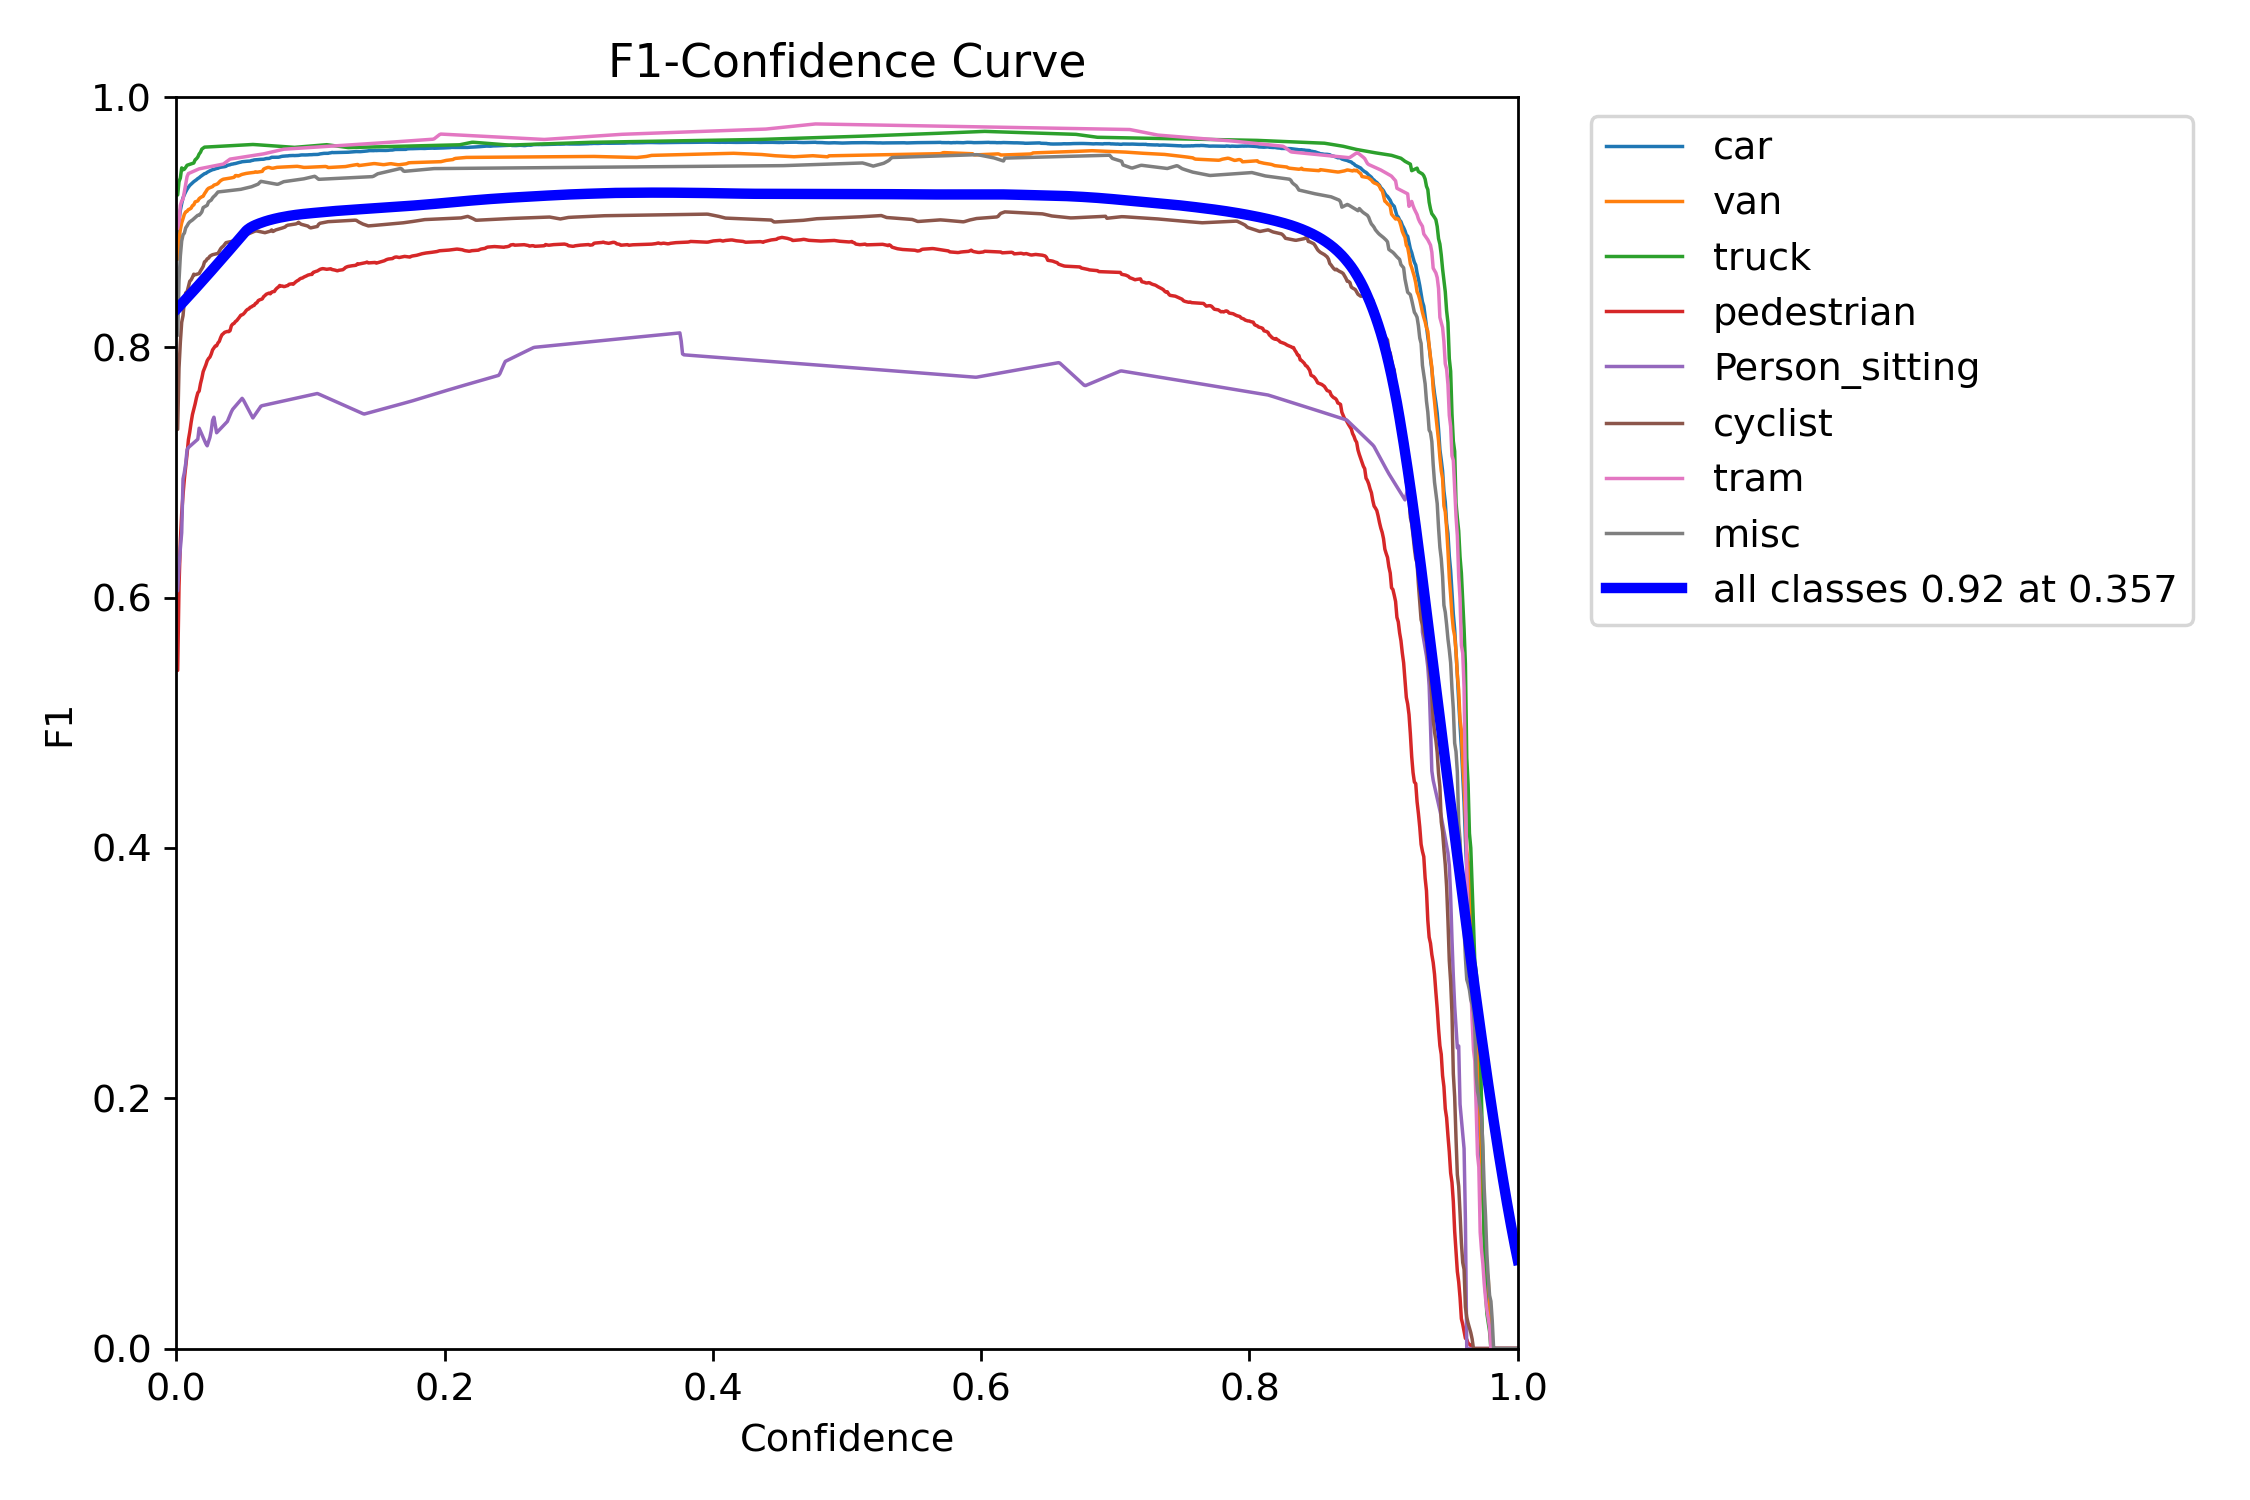 F1-Confidence Curve
1.0
0.8
0.6
0.4
0.2
0.0
F1
0.0 0.2 0.4 0.6 0.8 1.0
Confidence
car
van
truck
pedestrian
Person_sitting
cyclist
tram
misc
all classes 0.92 at 0.357